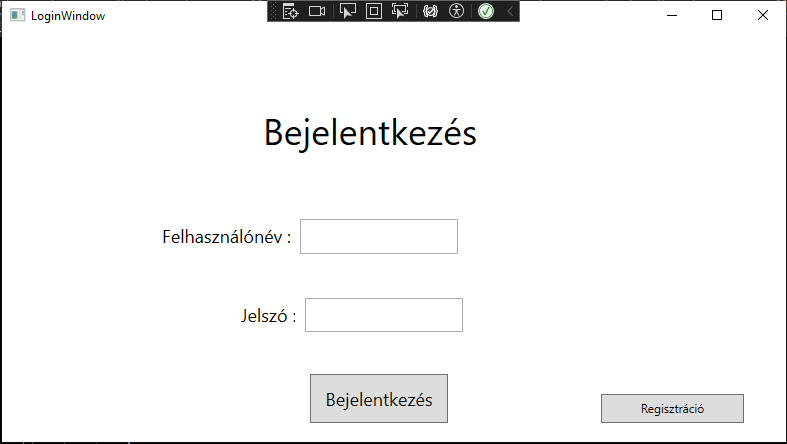 LoginWindow
Bejelentkezés
Felhasználónév :
Jelszó :
Bejelentkezés
Regisztráció